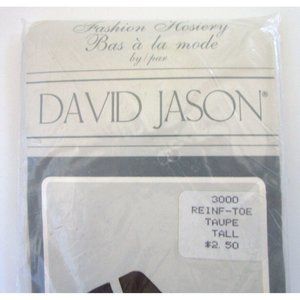 Fashion Hosiery
Bas à la mode
by/par
DAVID JASON®
3000
REINF-TOE
TAUPE
TALL
$2.50